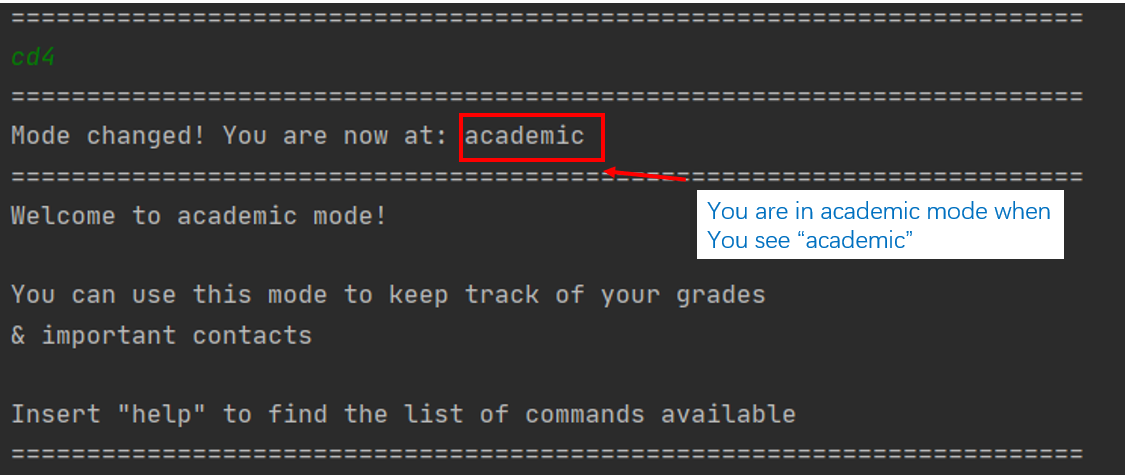 =======================================================================
cd4
=======================================================================
Mode changed! You are now at: academic
=======================================================================
Welcome to academic mode!
You are in academic mode when
You see “academic”
You can use this mode to keep track of your grades
& important contacts
Insert "help" to find the list of commands available
=======================================================================